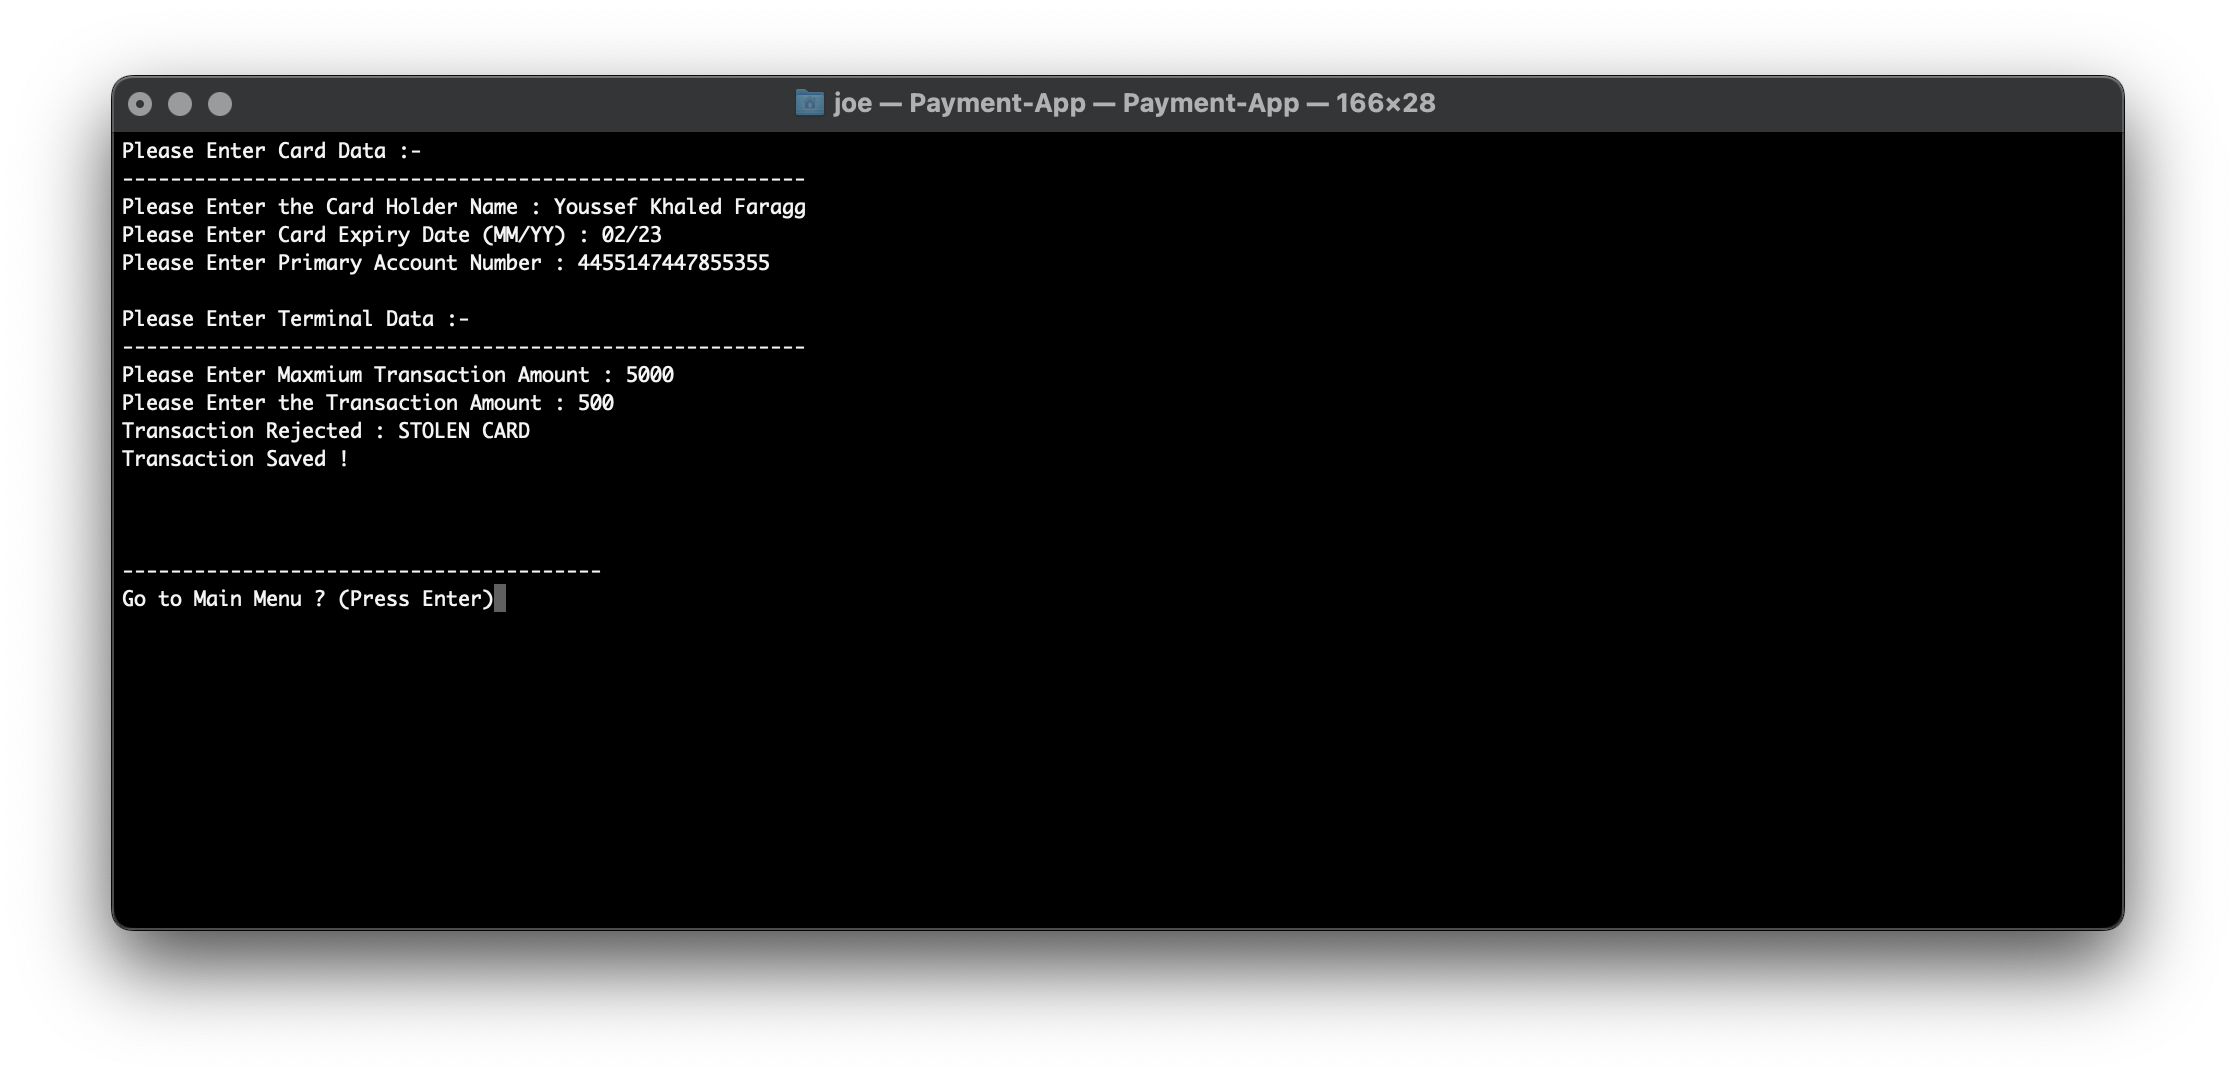 joe — Payment-App — Payment-App — 166×28
Please Enter Card Data :-
---------------------------------------------------------
Please Enter the Card Holder Name : Youssef Khaled Faragg
Please Enter Card Expiry Date (MM/YY) : 02/23
Please Enter Primary Account Number : 4455147447855355
Please Enter Terminal Data :-
---------------------------------------------------------
Please Enter Maxmium Transaction Amount : 5000
Please Enter the Transaction Amount : 500
Transaction Rejected : STOLEN CARD
Transaction Saved !
----------------------------------------
Go to Main Menu ? (Press Enter)